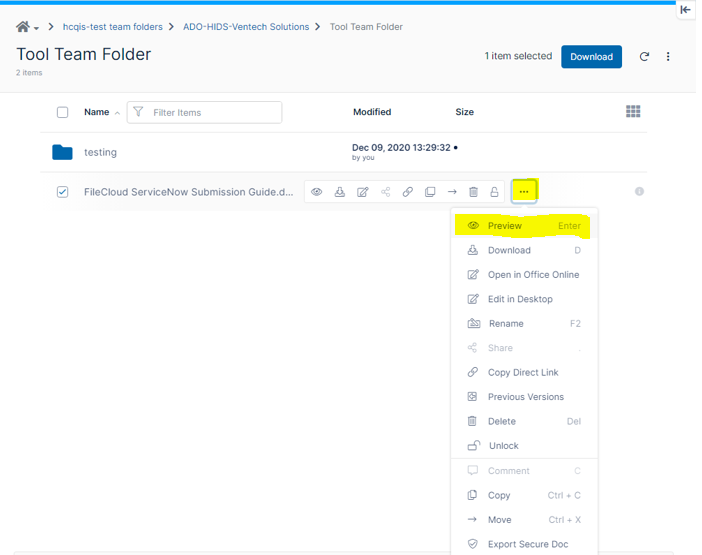 hcqis-test team folders > ADO-HIDS-Ventech Solutions > Tool Team Folder
Tool Team Folder
2 items
1 item selected
Download
Name
Filter Items
Modified
Size
testing
Dec 09, 2020 13:29:32 •
by you
FileCloud ServiceNow Submission Guide.d...
Preview Enter
Download D
Open in Office Online
Edit in Desktop
Rename F2
Share .
Copy Direct Link
Previous Versions
Delete Del
Unlock
Comment C
Copy Ctrl + C
Move Ctrl + X
Export Secure Doc